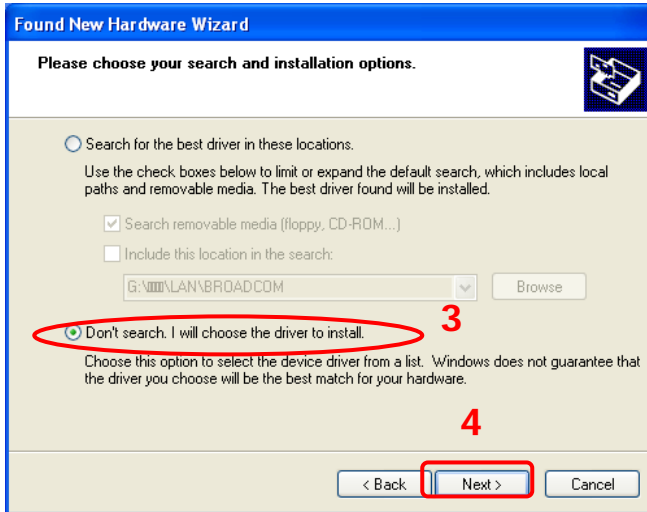 Found New Hardware Wizard
Please choose your search and installation options.
Search for the best driver in these locations.
Use the check boxes below to limit or expand the default search, which includes local
paths and removable media. The best driver found will be installed.
Search removable media (floppy, CD-ROM...)
Include this location in the search:
\LAN\BROADCOM
Browse
3
Don't search. I will choose the driver to install.
Choose this option to select the device driver from a list. Windows does not guarantee that
the driver you choose will be the best match for your hardware.
4
< Back
Next >
Cancel